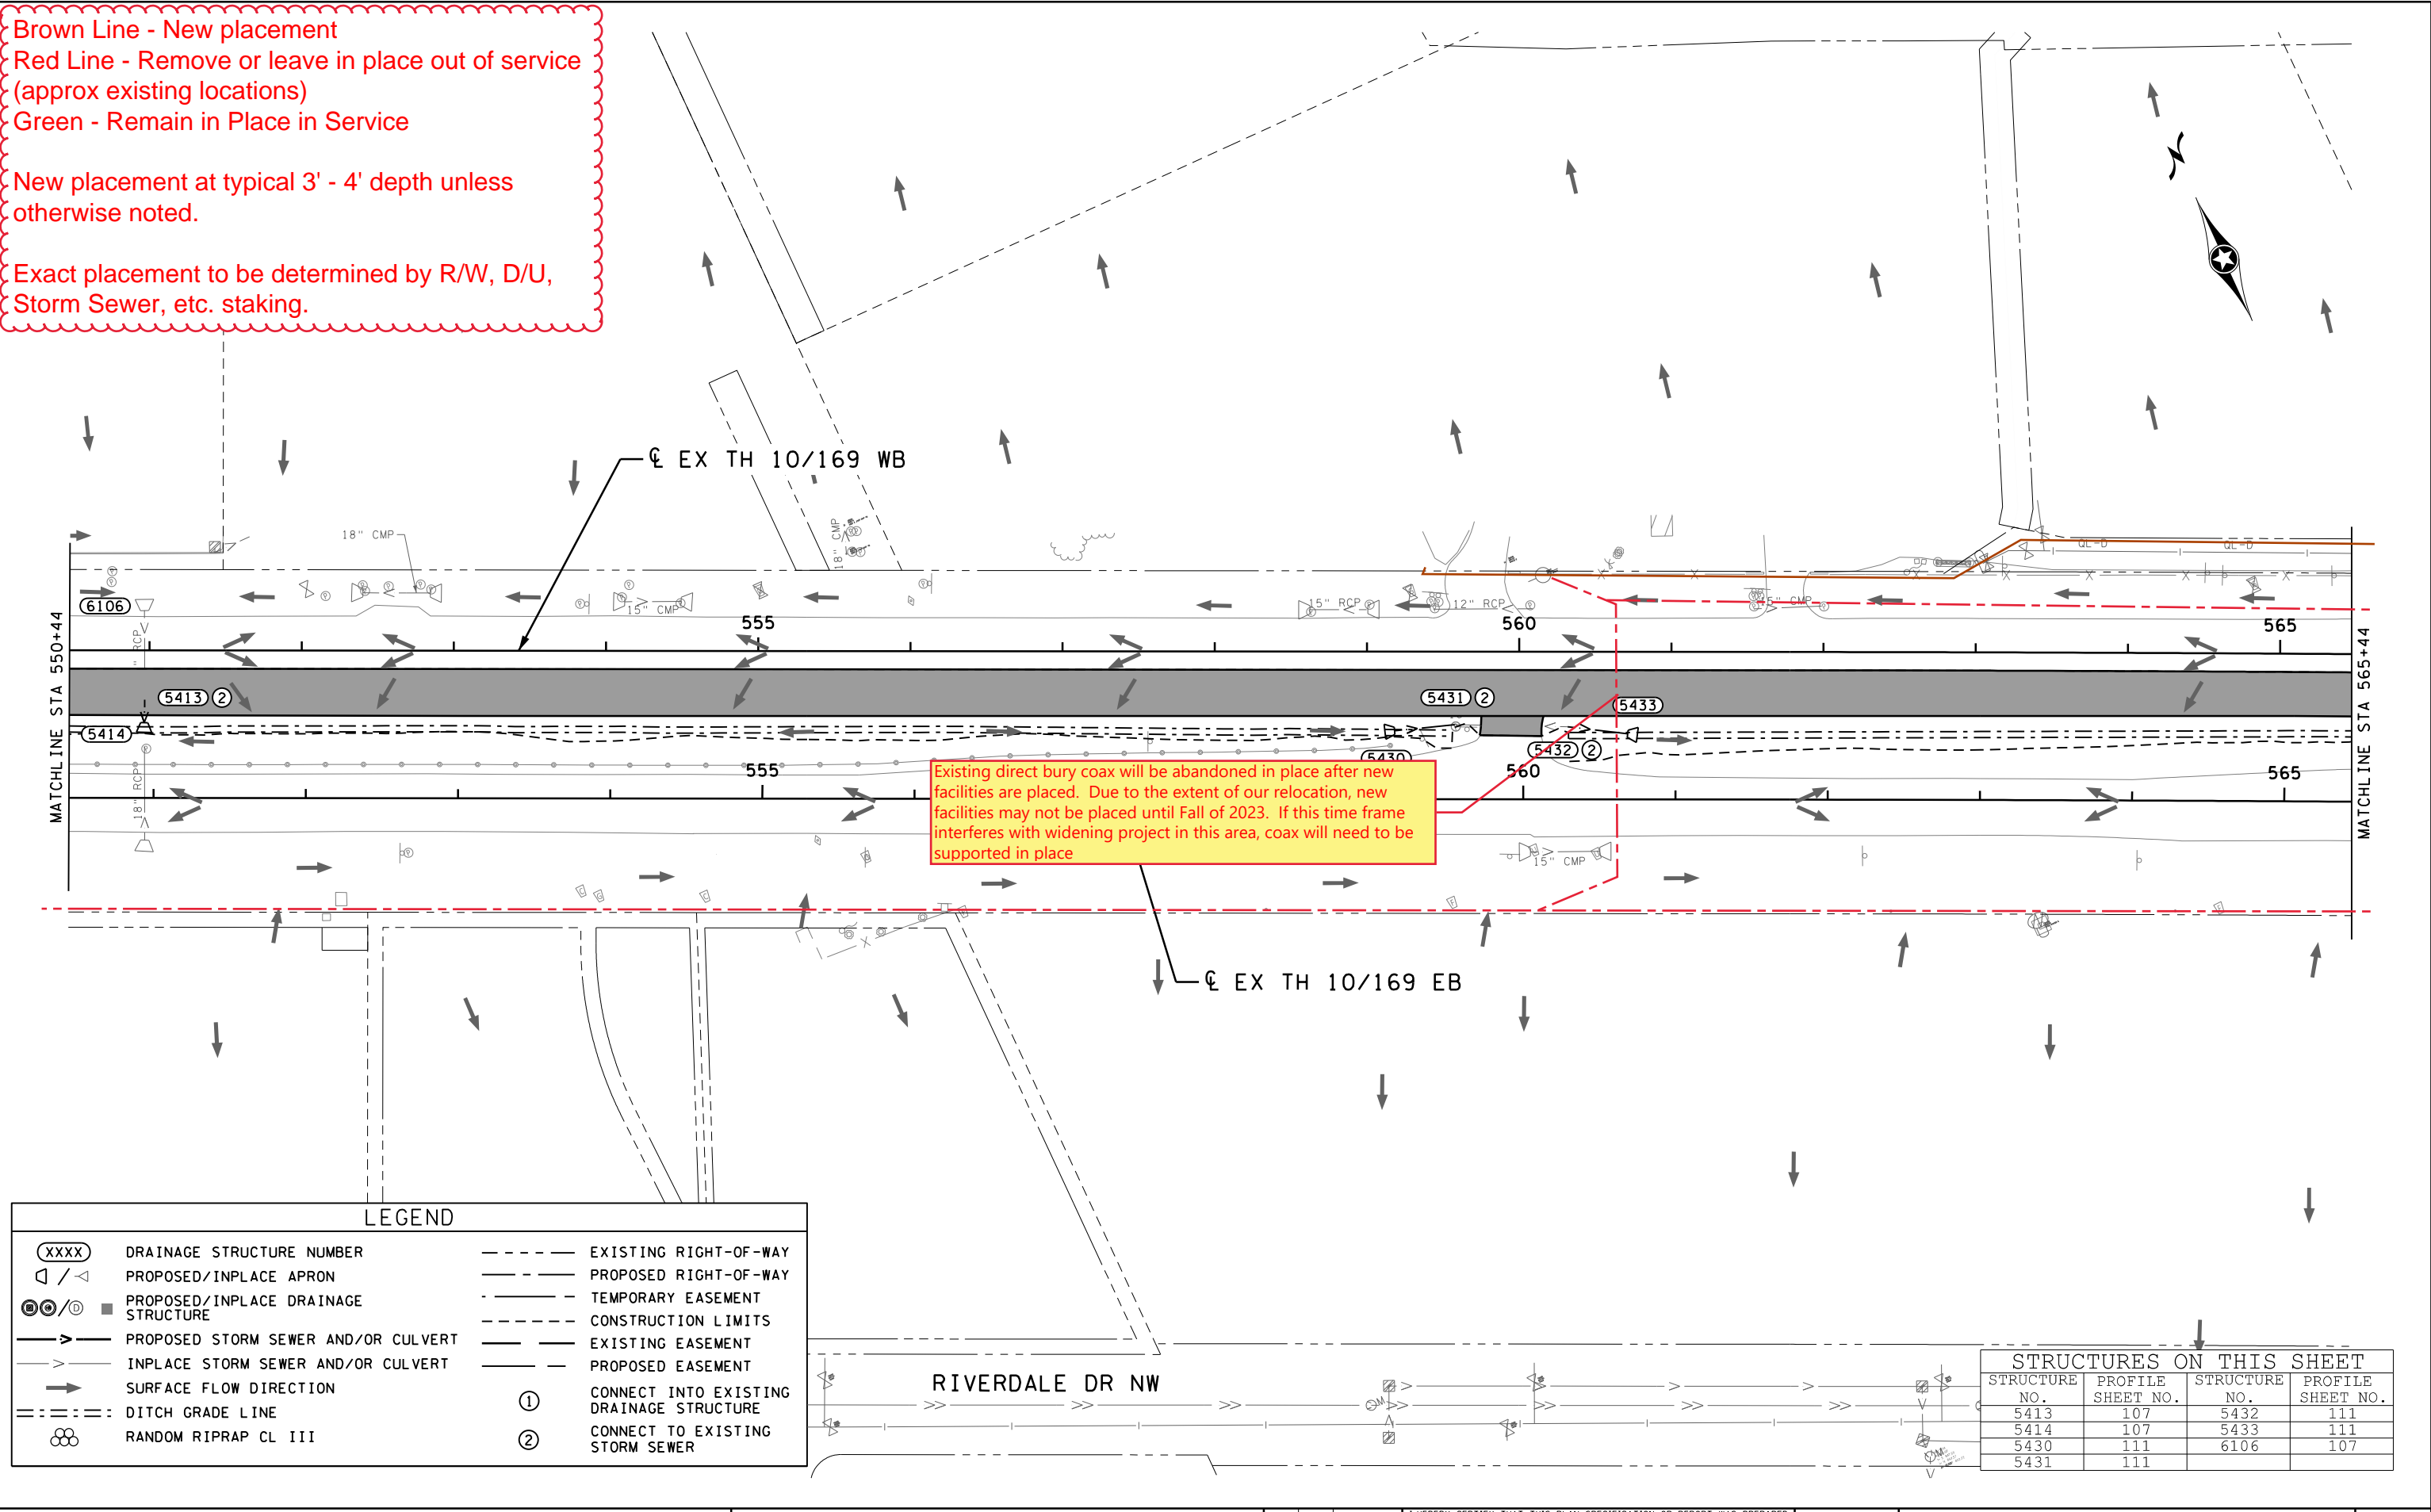 Brown Line - New placement
Red Line - Remove or leave in place out of service
(approx existing locations)
Green - Remain in Place in Service
New placement at typical 3' - 4' depth unless
otherwise noted.
Exact placement to be determined by R/W, D/U,
Storm Sewer, etc. staking.
℄ EX TH 10/169 WB
18" CMP
18" CMP
QL-D
QL-D
6106
15" CMP
15" RCP
12" RCP
15" CMP
555
560
565
MATCHLINE STA 550+44
MATCHLINE STA 565+44
" RCP
5413 2
5431 2
5433
5414
5430
5432 2
555
560
565
18" RCP
Existing direct bury coax will be abandoned in place after new
facilities are placed. Due to the extent of our relocation, new
facilities may not be placed until Fall of 2023. If this time frame
interferes with widening project in this area, coax will need to be
supported in place
15" CMP
℄ EX TH 10/169 EB
RIVERDALE DR NW
LEGEND
XXXX DRAINAGE STRUCTURE NUMBER
PROPOSED/INPLACE APRON
PROPOSED/INPLACE DRAINAGE
STRUCTURE
PROPOSED STORM SEWER AND/OR CULVERT
INPLACE STORM SEWER AND/OR CULVERT
SURFACE FLOW DIRECTION
DITCH GRADE LINE
RANDOM RIPRAP CL III
EXISTING RIGHT-OF-WAY
PROPOSED RIGHT-OF-WAY
TEMPORARY EASEMENT
CONSTRUCTION LIMITS
EXISTING EASEMENT
PROPOSED EASEMENT
1 CONNECT INTO EXISTING
DRAINAGE STRUCTURE
2 CONNECT TO EXISTING
STORM SEWER
STRUCTURES ON THIS SHEET
STRUCTURE PROFILE STRUCTURE PROFILE
NO. SHEET NO. NO. SHEET NO.
5413 107 5432 111
5414 107 5433 111
5430 111 6106 107
5431 111